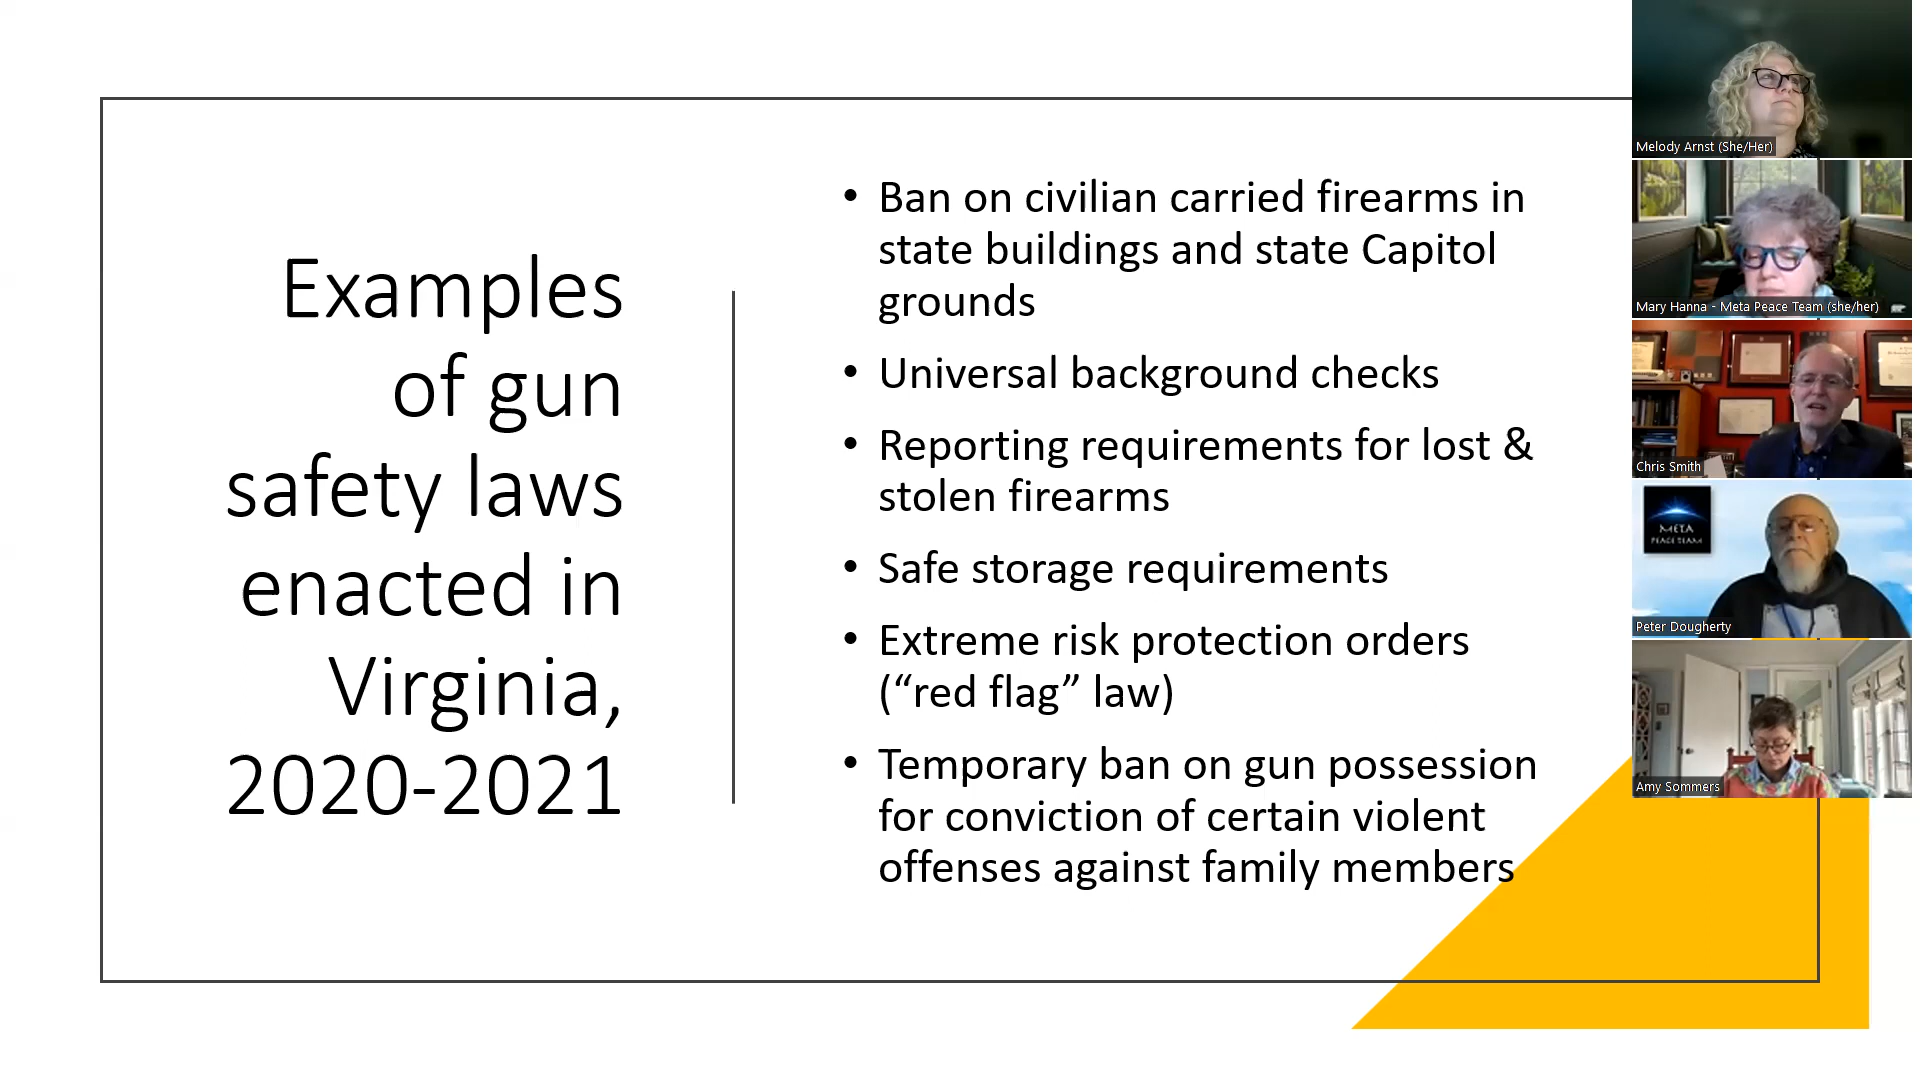 Examples
of gun
safety laws
enacted in
Virginia,
2020-2021
• Ban on civilian carried firearms in
state buildings and state Capitol
grounds
• Universal background checks
• Reporting requirements for lost &
stolen firearms
• Safe storage requirements
• Extreme risk protection orders
(“red flag” law)
• Temporary ban on gun possession
for conviction of certain violent
offenses against family members
Melody Arnst (She/Her)
Mary Hanna - Meta Peace Team (she/her)
Chris Smith
META
PEACE TEAM
Peter Dougherty
Amy Sommers